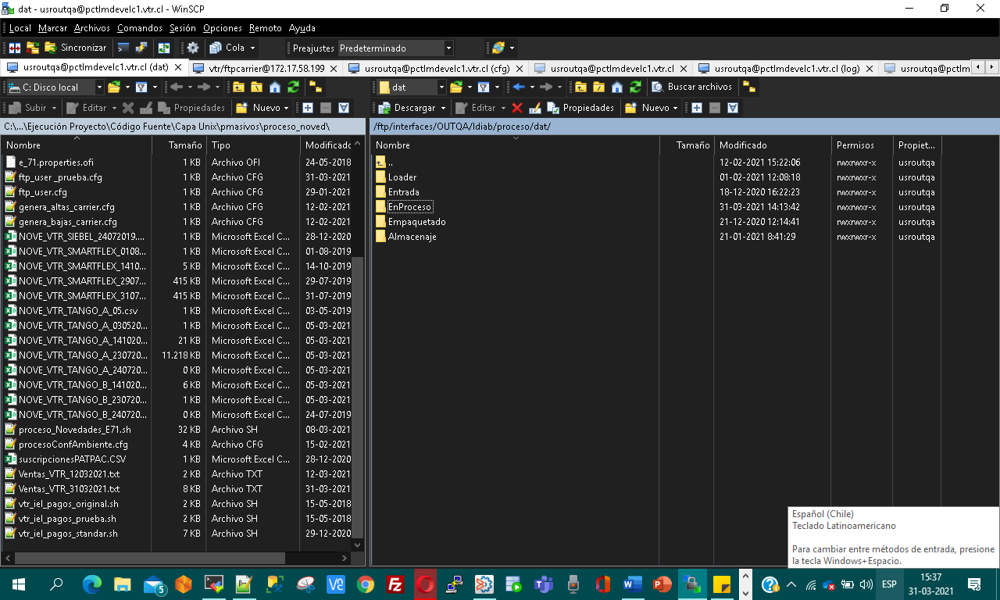 dat - usroutqa@pctlmdevelc1.vtr.cl - WinSCP
Local Marcar Archivos Comandos Sesión Opciones Remoto Ayuda
Sincronizar Cola Preajustes Predeterminado
usroutqa@pctlmdevelc1.vtr.cl (dat) vtr/ftpcarrier@172.17.58.199 usroutqa@pctlmdevelc1.vtr.cl (cfg) usroutqa@pctlmdevelc1.vtr.cl usroutqa@pctlmdevelc1.vtr.cl (log) usroutqa@pctlm
C: Disco local dat Buscar archivos
Subir Editar Propiedades Nuevo Descargar Editar Propiedades Nuevo
C:\...\Ejecución Proyecto\Código Fuente\Capa Unix\pmasivos\proceso_noved\ /ftp/interfaces/OUTQA/Idiab/proceso/dat/
Nombre Tamaño Tipo Modificado Nombre Tamaño Modificado Permisos Propiet...
e_71.properties.ofi 1 KB Archivo OFI 24-05-2018 .. 12-02-2021 15:22:06 rwxrwxr-x usroutqa
ftp_user _prueba.cfg 1 KB Archivo CFG 31-03-2021 Loader 01-02-2021 12:08:18 rwxrwxr-x usroutqa
ftp_user.cfg 1 KB Archivo CFG 29-01-2021 Entrada 18-12-2020 16:22:23 rwxrwxr-x usroutqa
genera_altas_carrier.cfg 1 KB Archivo CFG 12-02-2021 EnProceso 31-03-2021 14:13:42 rwxrwxr-x usroutqa
genera_bajas_carrier.cfg 1 KB Archivo CFG 12-02-2021 Empaquetado 21-12-2020 12:14:41 rwxrwxr-x usroutqa
NOVE_VTR_SIEBEL_24072019.... 1 KB Microsoft Excel C... 28-12-2020 Almacenaje 21-01-2021 8:41:29 rwxrwxr-x usroutqa
NOVE_VTR_SMARTFLEX_0108... 1 KB Microsoft Excel C... 01-08-2019
NOVE_VTR_SMARTFLEX_1410... 5 KB Microsoft Excel C... 14-10-2019
NOVE_VTR_SMARTFLEX_2907... 415 KB Microsoft Excel C... 29-07-2019
NOVE_VTR_SMARTFLEX_3107... 415 KB Microsoft Excel C... 31-07-2019
NOVE_VTR_TANGO_A_05.csv 1 KB Microsoft Excel C... 03-05-2019
NOVE_VTR_TANGO_A_030520... 1 KB Microsoft Excel C... 05-03-2021
NOVE_VTR_TANGO_A_141020... 21 KB Microsoft Excel C... 05-03-2021
NOVE_VTR_TANGO_A_230720... 11.218 KB Microsoft Excel C... 05-03-2021
NOVE_VTR_TANGO_A_240720... 0 KB Microsoft Excel C... 05-03-2021
NOVE_VTR_TANGO_B_141020... 6 KB Microsoft Excel C... 05-03-2021
NOVE_VTR_TANGO_B_230720... 1 KB Microsoft Excel C... 05-03-2021
NOVE_VTR_TANGO_B_240720... 0 KB Microsoft Excel C... 24-07-2019
proceso_Novedades_E71.sh 32 KB Archivo SH 08-03-2021
procesoConfAmbiente.cfg 4 KB Archivo CFG 15-02-2021
suscripcionesPATPAC.CSV 1 KB Microsoft Excel C... 28-12-2020
Ventas_VTR_12032021.txt 2 KB Archivo TXT 12-03-2021
Ventas_VTR_31032021.txt 8 KB Archivo TXT 31-03-2021
vtr_iel_pagos_original.sh 2 KB Archivo SH 15-05-2018
vtr_iel_pagos_prueba.sh 2 KB Archivo SH 15-05-2018
vtr_iel_pagos_standar.sh 7 KB Archivo SH 29-12-2020
Español (Chile)
Teclado Latinoamericano
Para cambiar entre métodos de entrada, presione
la tecla Windows+Espacio.
5
ESP
15:37
31-03-2021